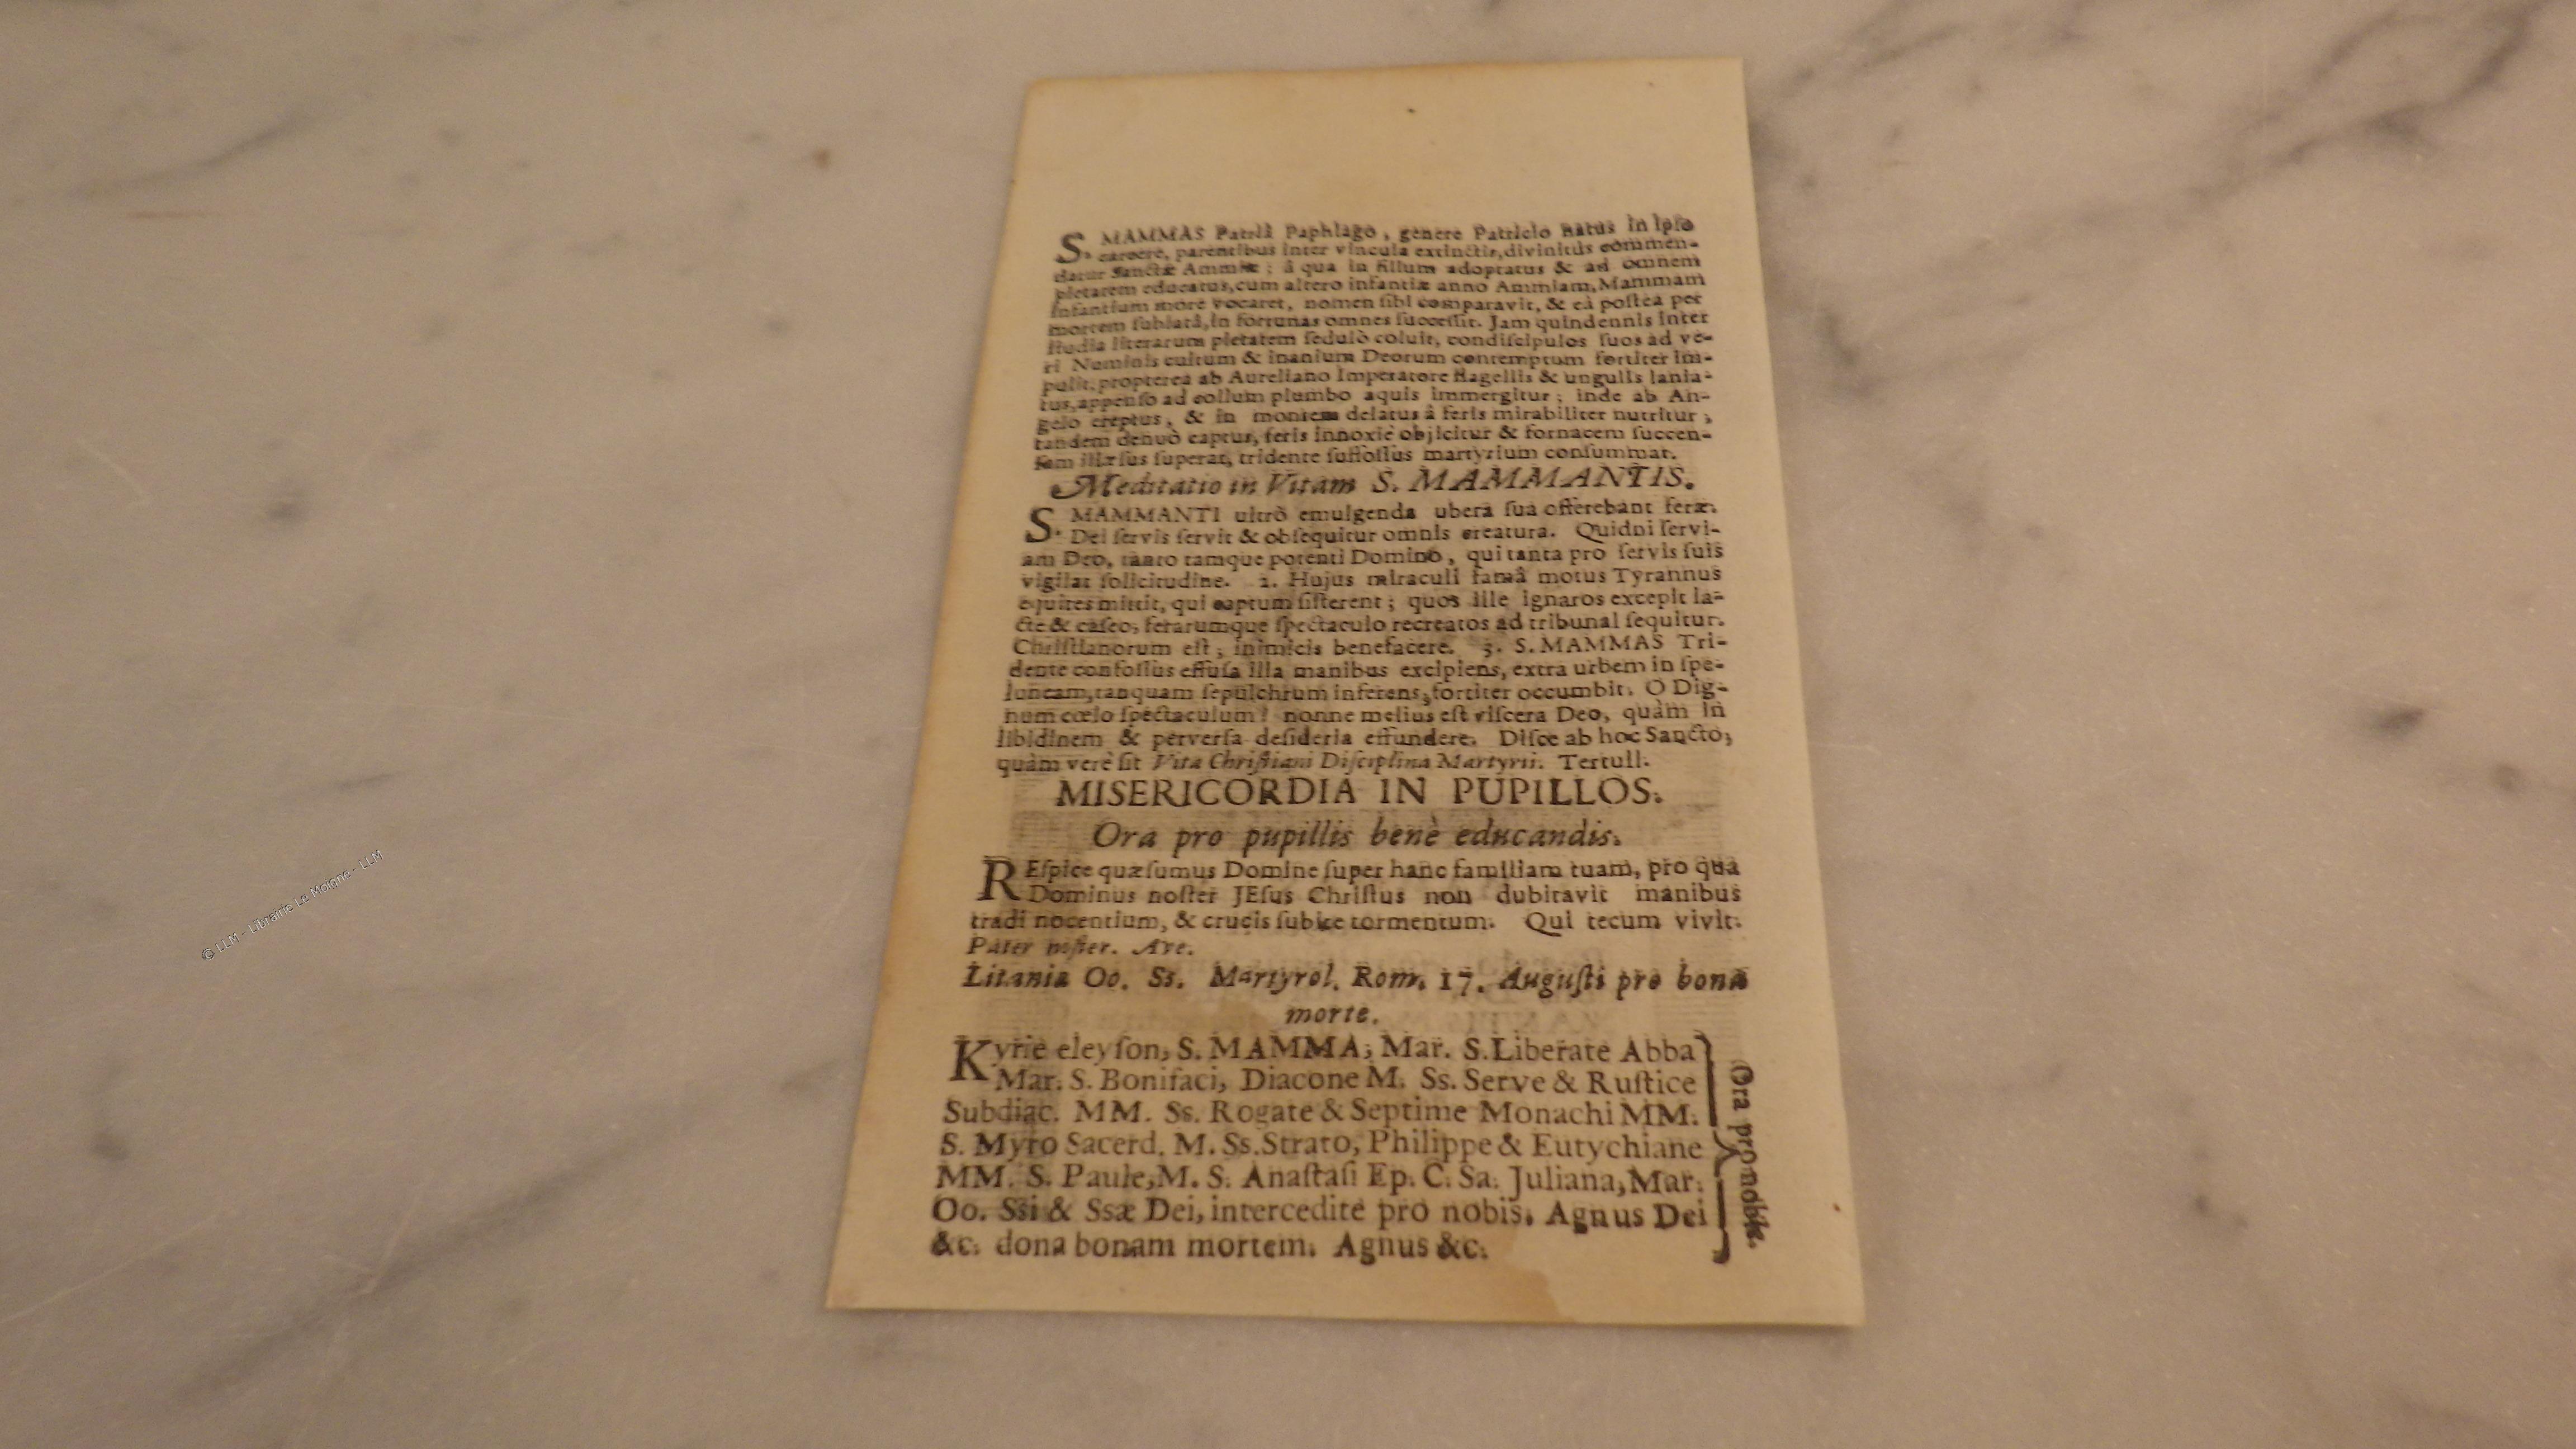 S. MAMMAS Patriâ Paphlago, genere Patricio natus in ipso
carcere, parentibus inter vincula extinctis, divinitùs commen-
datur Sanctæ Ammiæ; â qua in filium adoptatus & ad omnem
pietatem educatus, cum altero infantiæ anno Ammiam, Mammam
infantium more vocaret, nomen sibi comparavit, & eâ postea per
mortem sublatâ, in fortunas omnes successit. Jam quindennis inter
studia literarum pietatem sedulò coluit, condiscipulos suos ad ve-
ri Numinis cultum & inanium Deorum contemptum fortiter im-
pulit, propterea ab Aureliano Imperatore flagellis & ungulis lania-
tus, appenso ad collum plumbo aquis immergitur; inde ab An-
gelo ereptus, & in montem delatus â feris mirabiliter nutritur;
tandem denuò captus, feris innoxiè objicitur & fornacem succen-
sam illæsus superat, tridente suffossus martyrium consummat.
Meditatio in Vitam S. MAMMANTIS.
S. MAMMANTI ultrò emulgenda ubera sua offerebant feræ.
Dei servis servit & obsequitur omnis creatura. Quidni servi-
am Deo, tanto tamque potenti Domino, qui tanta pro servis suis
vigilat solicitudine. 2. Hujus miraculi famâ motus Tyrannus
equites mittit, qui captum sisterent; quos ille ignaros excepit la-
cte & caseo, ferarumque spectaculo recreatos ad tribunal sequitur.
Christianorum est, inimicis benefacere. 3. S. MAMMAS Tri-
dente confossus effusa ilia manibus excipiens, extra urbem in spe-
luncam, tanquam sepulchrum inferens, fortiter occumbit. O Dig-
num cœlo spectaculum! nonne melius est viscera Deo, quàm in
libidinem & perversa desideria effundere. Disce ab hoc Sancto,
quàm verè sit Vita Christiani Disciplina Martyrii. Tertull.
MISERICORDIA IN PUPILLOS.
Ora pro pupillis benè educandis.
REspice quæsumus Domine super hanc familiam tuam, pro qua
Dominus noster JEsus Christus non dubitavit manibus
tradi nocentium, & crucis subire tormentum. Qui tecum vivit.
Pater noster. Ave.
Litania Oo. Ss. Martyrol. Rom. 17. Augusti pro bona
morte.
Kyrie eleyson, S. MAMMA, Mar. S. Liberate Abba
Mar. S. Bonifaci, Diacone M. Ss. Serve & Rustice
Subdiac. MM. Ss. Rogate & Septime Monachi MM.
S. Myro Sacerd. M. Ss. Strato, Philippe & Eutychiane
MM. S. Paule, M. S. Anastasi Ep. C. Sa. Juliana, Mar.
Oo. Ssi & Ssæ Dei, intercedite pro nobis. Agnus Dei
&c. dona bonam mortem. Agnus &c.
Ora pro nobis.
© LLM - Librairie Le Moigne - LLM